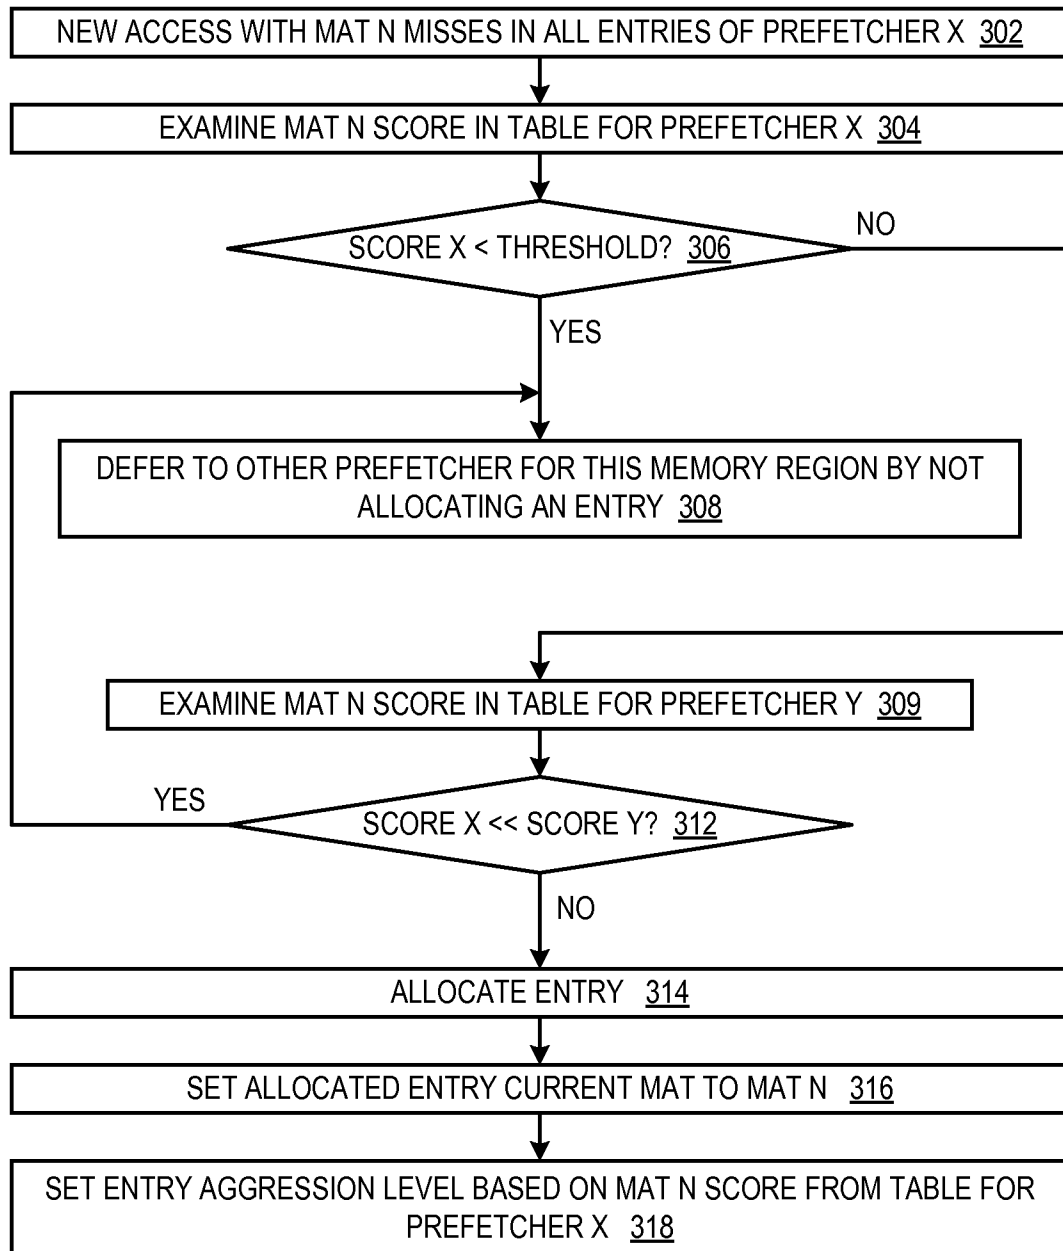 NEW ACCESS WITH MAT N MISSES IN ALL ENTRIES OF PREFETCHER X 302
EXAMINE MAT N SCORE IN TABLE FOR PREFETCHER X 304
SCORE X < THRESHOLD? 306
NO
YES
DEFER TO OTHER PREFETCHER FOR THIS MEMORY REGION BY NOT
ALLOCATING AN ENTRY 308
EXAMINE MAT N SCORE IN TABLE FOR PREFETCHER Y 309
YES
SCORE X << SCORE Y? 312
NO
ALLOCATE ENTRY 314
SET ALLOCATED ENTRY CURRENT MAT TO MAT N 316
SET ENTRY AGGRESSION LEVEL BASED ON MAT N SCORE FROM TABLE FOR
PREFETCHER X 318